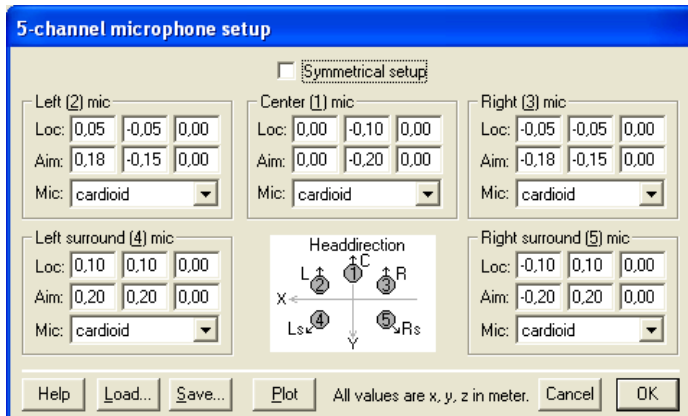 5-channel microphone setup
Symmetrical setup
Left (2) mic
Loc: 0,05 -0,05 0,00
Aim: 0,18 -0,15 0,00
Mic: cardioid
Center (1) mic
Loc: 0,00 -0,10 0,00
Aim: 0,00 -0,20 0,00
Mic: cardioid
Right (3) mic
Loc: -0,05 -0,05 0,00
Aim: -0,18 -0,15 0,00
Mic: cardioid
Left surround (4) mic
Loc: 0,10 0,10 0,00
Aim: 0,20 0,20 0,00
Mic: cardioid
Headdirection
C
L 2 1 3 R
X
Ls 4 5 Rs
Y
Right surround (5) mic
Loc: -0,10 0,10 0,00
Aim: -0,20 0,20 0,00
Mic: cardioid
Help Load... Save... Plot All values are x, y, z in meter. Cancel OK